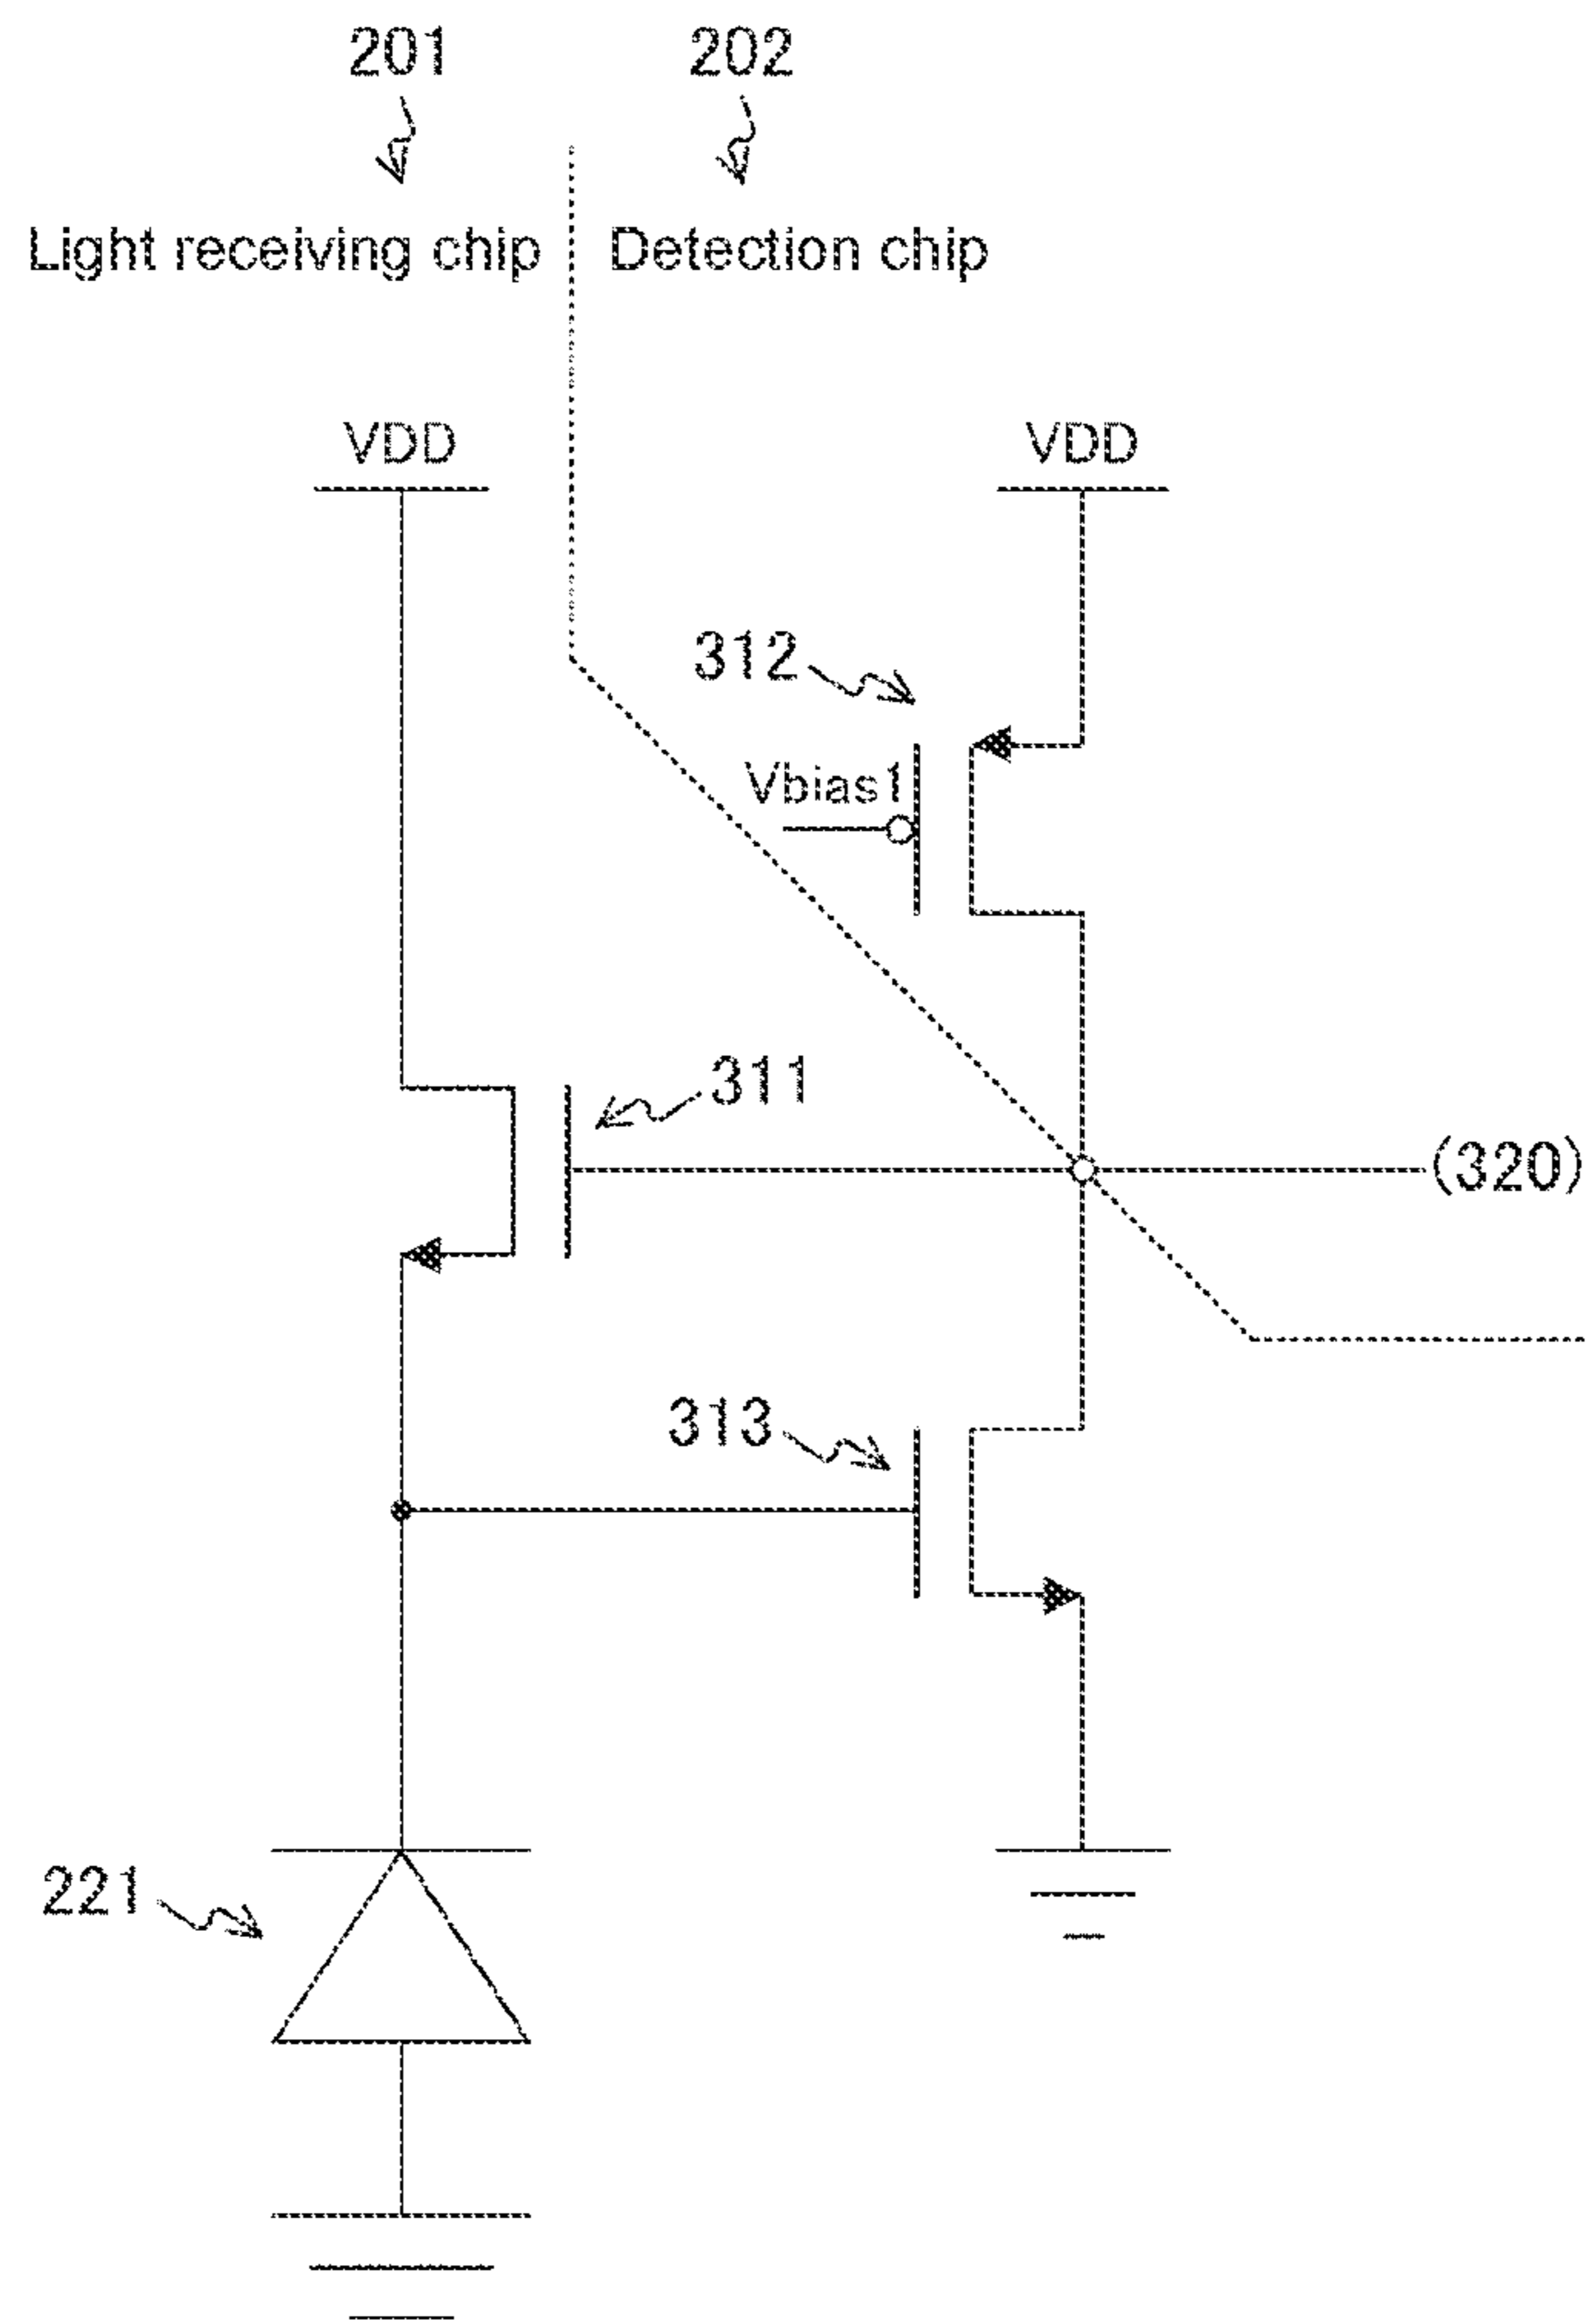 201 202
Light receiving chip Detection chip
VDD VDD
312
Vbias1
311
(320)
313
221